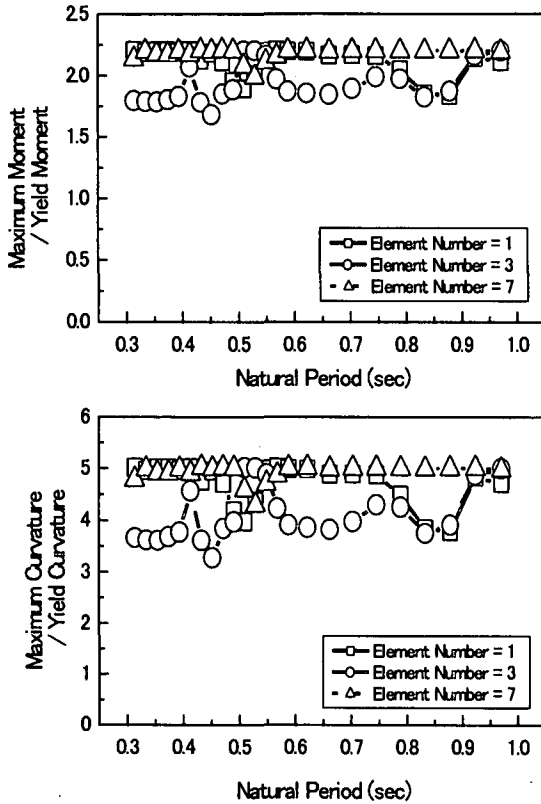 2.5
2.0
1.5
1.0
0.5
0.0
Maximum Moment
/ Yield Moment
Element Number = 1
Element Number = 3
Element Number = 7
0.3 0.4 0.5 0.6 0.7 0.8 0.9 1.0
Natural Period (sec)
6
5
4
3
2
1
0
Maximum Curvature
/ Yield Curvature
Element Number = 1
Element Number = 3
Element Number = 7
0.3 0.4 0.5 0.6 0.7 0.8 0.9 1.0
Natural Period (sec)